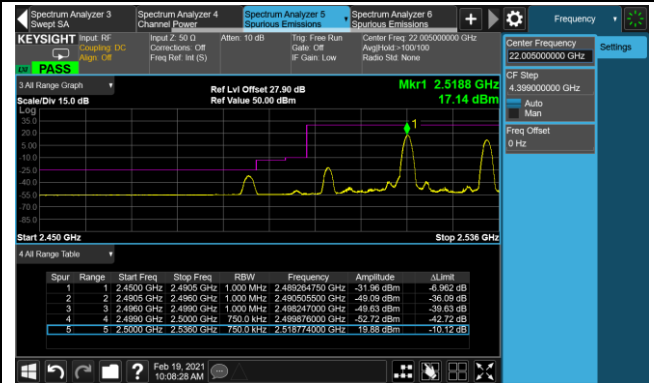 Spectrum Analyzer 3
Swept SA
Spectrum Analyzer 4
Channel Power
Spectrum Analyzer 5
Spurious Emissions
Spectrum Analyzer 6
Spurious Emissions
+
Frequency
KEYSIGHT
Input: RF
Coupling: DC
Align: Off
Input Z: 50 Ω
Corrections: Off
Freq Ref: Int (S)
Atten: 10 dB
Trig: Free Run
Gate: Off
IF Gain: Low
Center Freq: 22.005000000 GHz
Avg|Hold:>100/100
Radio Std: None
PASS
Center Frequency
22.005000000 GHz
Settings
CF Step
4.399000000 GHz
Auto
Man
Freq Offset
0 Hz
3 All Range Graph
Scale/Div 15.0 dB
Ref Lvl Offset 27.90 dB
Ref Value 50.00 dBm
Mkr1 2.5188 GHz
17.14 dBm
Log
35.0
20.0
5.00
-10.0
-25.0
-40.0
-55.0
-70.0
-85.0
1
Start 2.450 GHz
Stop 2.536 GHz
4 All Range Table
Spur Range Start Freq Stop Freq RBW Frequency Amplitude ΔLimit
1 1 2.4500 GHz 2.4905 GHz 1.000 MHz 2.489264750 GHz -31.96 dBm -6.962 dB
2 2 2.4905 GHz 2.4960 GHz 1.000 MHz 2.490505500 GHz -49.09 dBm -36.09 dB
3 3 2.4960 GHz 2.4990 GHz 1.000 MHz 2.498247000 GHz -49.63 dBm -39.63 dB
4 4 2.4990 GHz 2.5000 GHz 750.0 kHz 2.499876000 GHz -52.72 dBm -42.72 dB
5 5 2.5000 GHz 2.5360 GHz 750.0 kHz 2.518774000 GHz 19.88 dBm -10.12 dB
?
Feb 19, 2021
10:08:28 AM